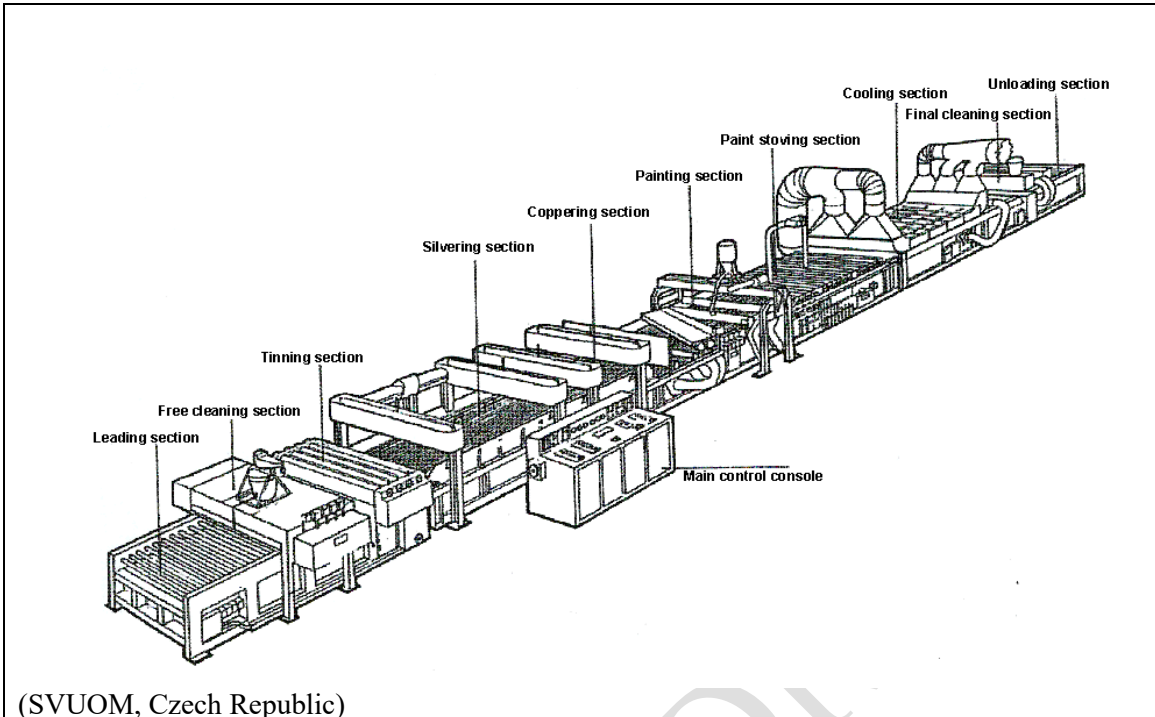 Unloading section
Cooling section
Final cleaning section
Paint stoving section
Painting section
Coppering section
Silvering section
Tinning section
Free cleaning section
Leading section
Main control console
(SVUOM, Czech Republic)